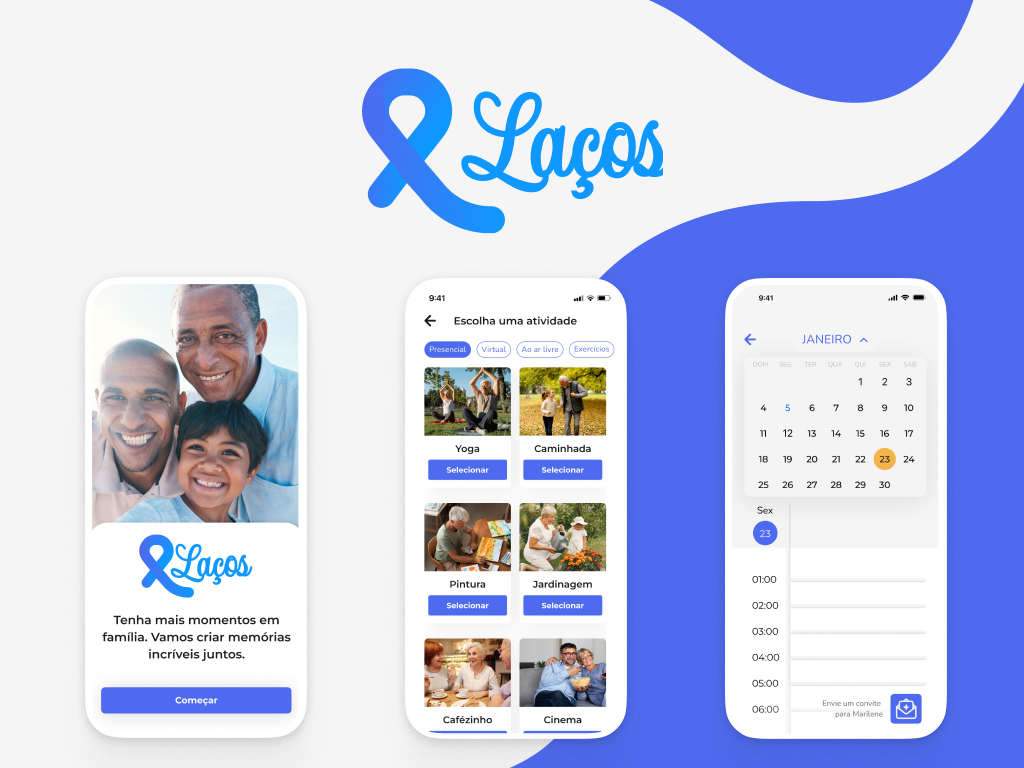 Laços
Laços
Tenha mais momentos em
família. Vamos criar memórias
incríveis juntos.
Começar
9:41
Escolha uma atividade
Presencial Virtual Ao ar livre Exercícios
Yoga Caminhada
Selecionar Selecionar
Pintura Jardinagem
Selecionar Selecionar
Cafézinho Cinema
9:41
JANEIRO
DOM SEG TER QUA QUI SEX SAR
1 2 3
4 5 6 7 8 9 10
11 12 13 14 15 16 17
18 19 20 21 22 23 24
25 26 27 28 29 30
Sex
23
01:00
02:00
03:00
04:00
05:00
06:00
Envie um convite
para Marilene